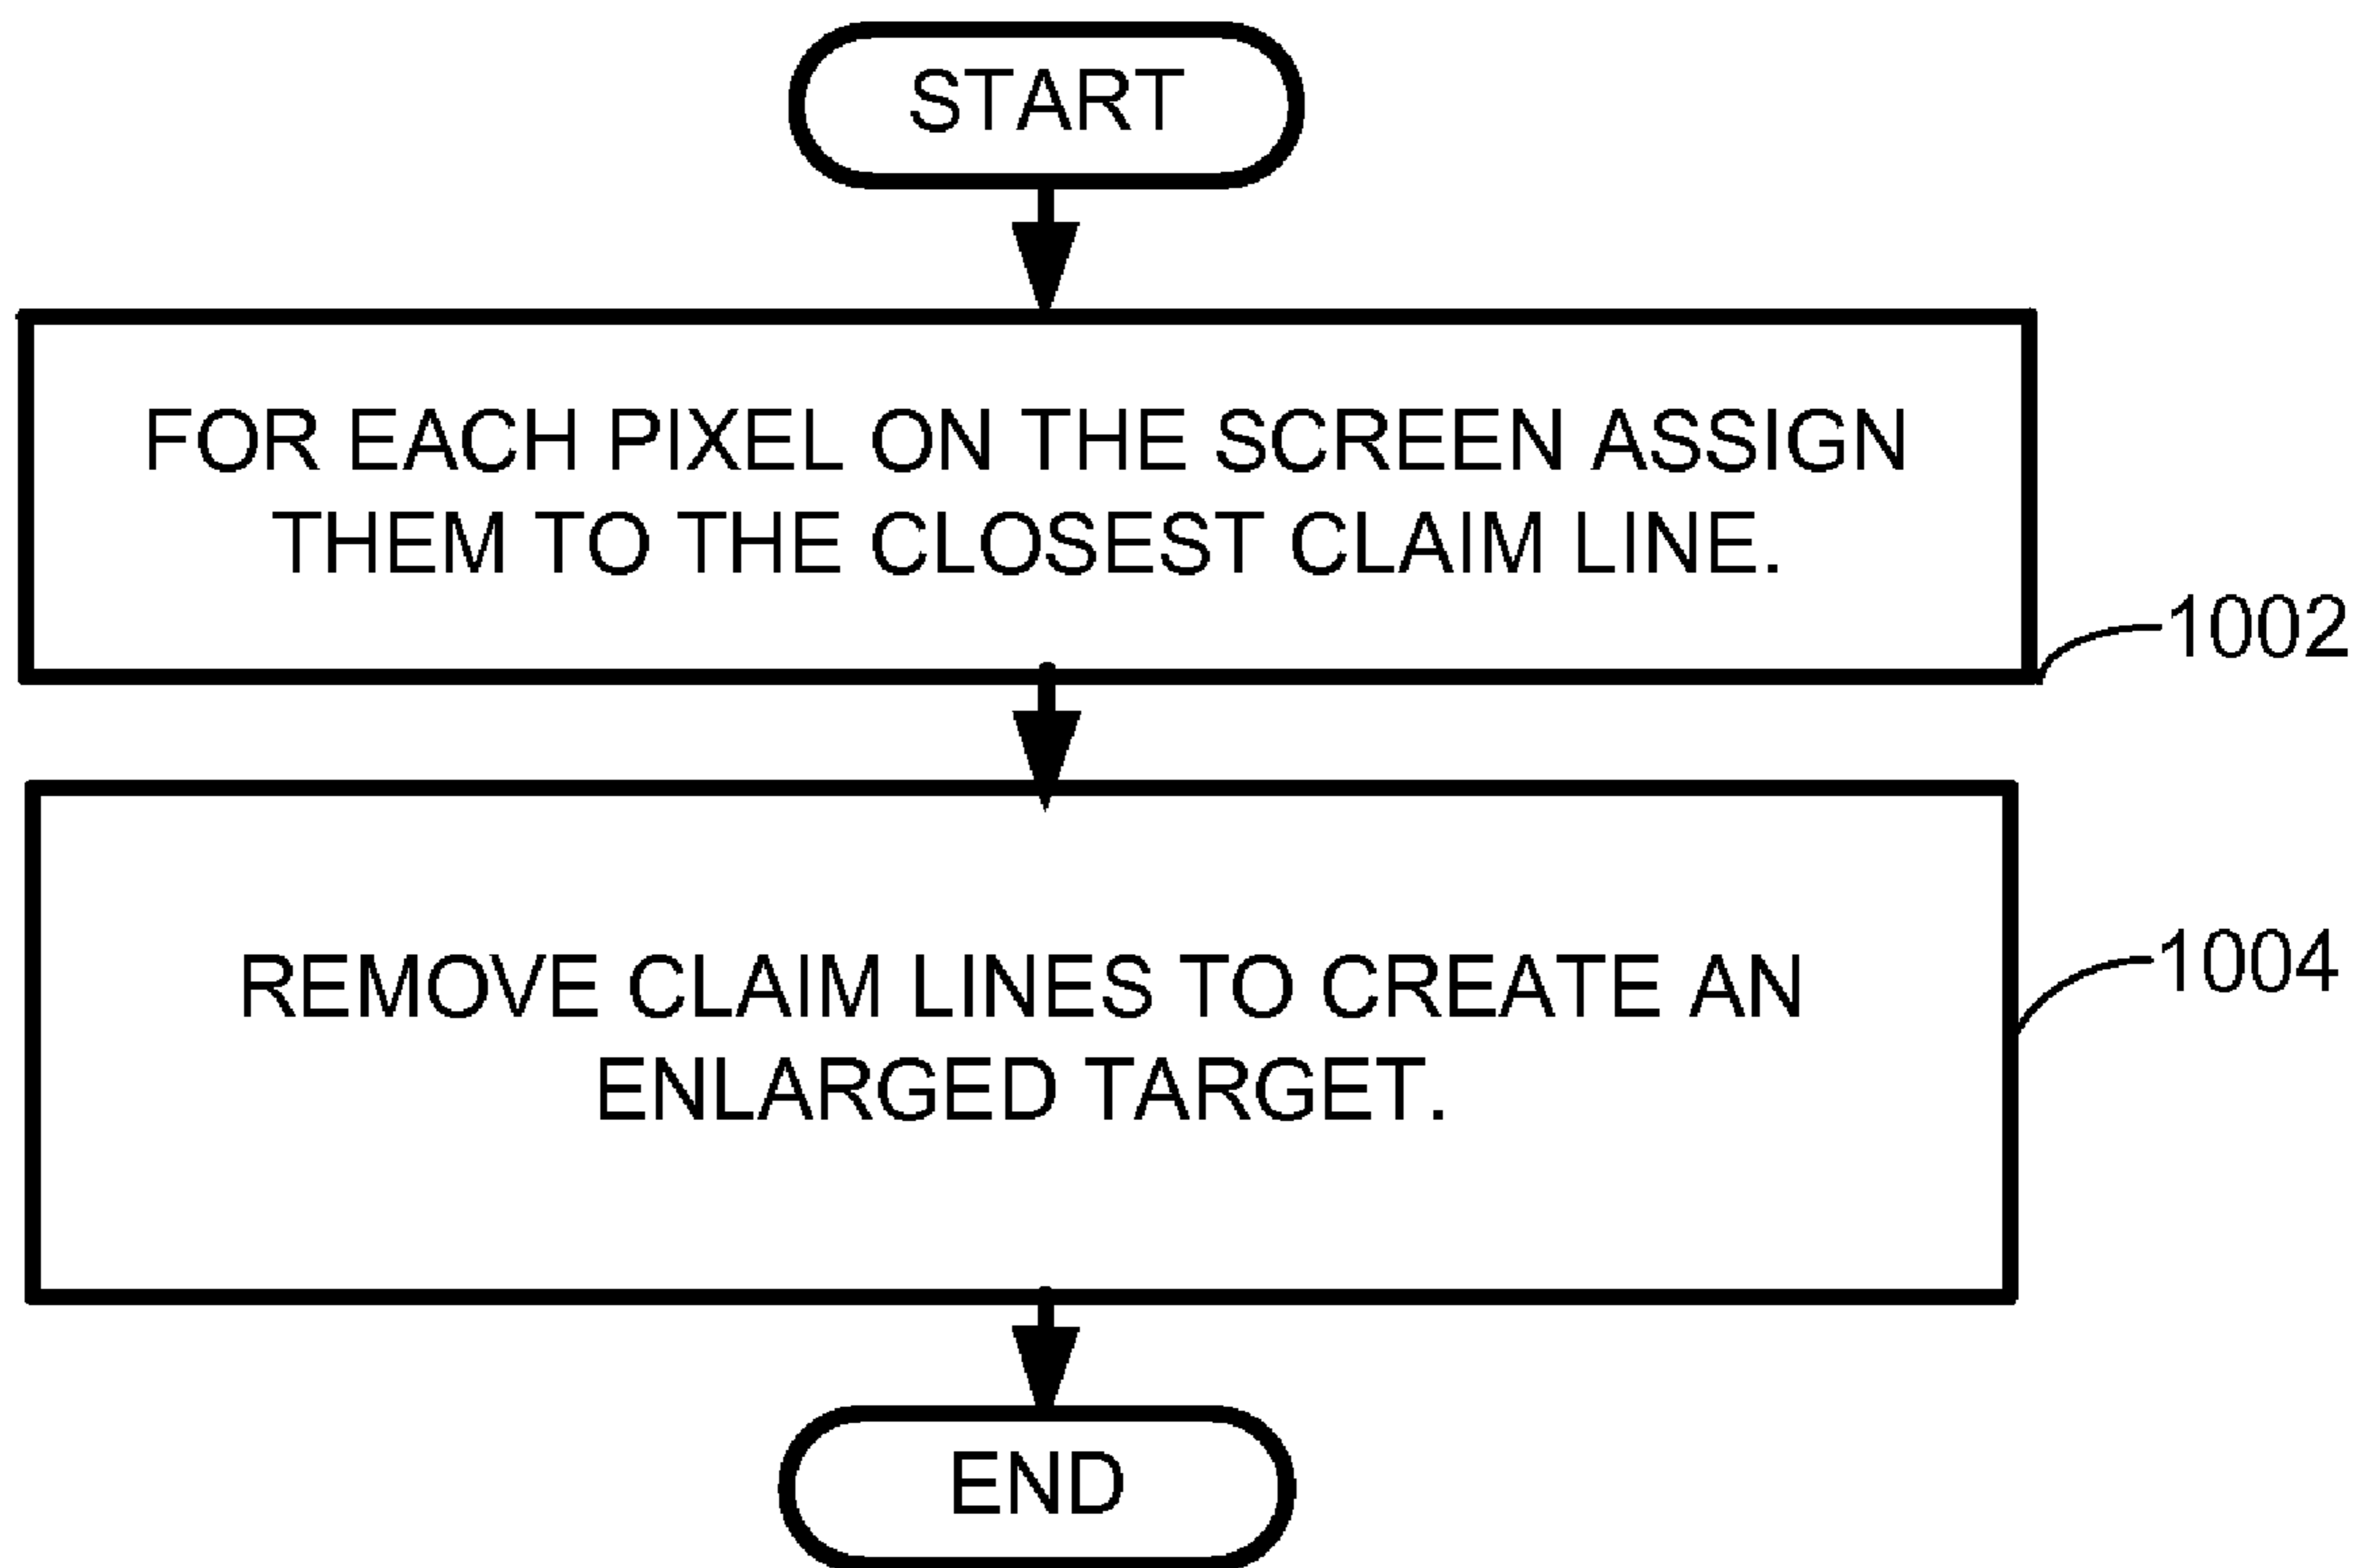 START
FOR EACH PIXEL ON THE SCREEN ASSIGN
THEM TO THE CLOSEST CLAIM LINE.
1002
REMOVE CLAIM LINES TO CREATE AN
ENLARGED TARGET.
1004
END